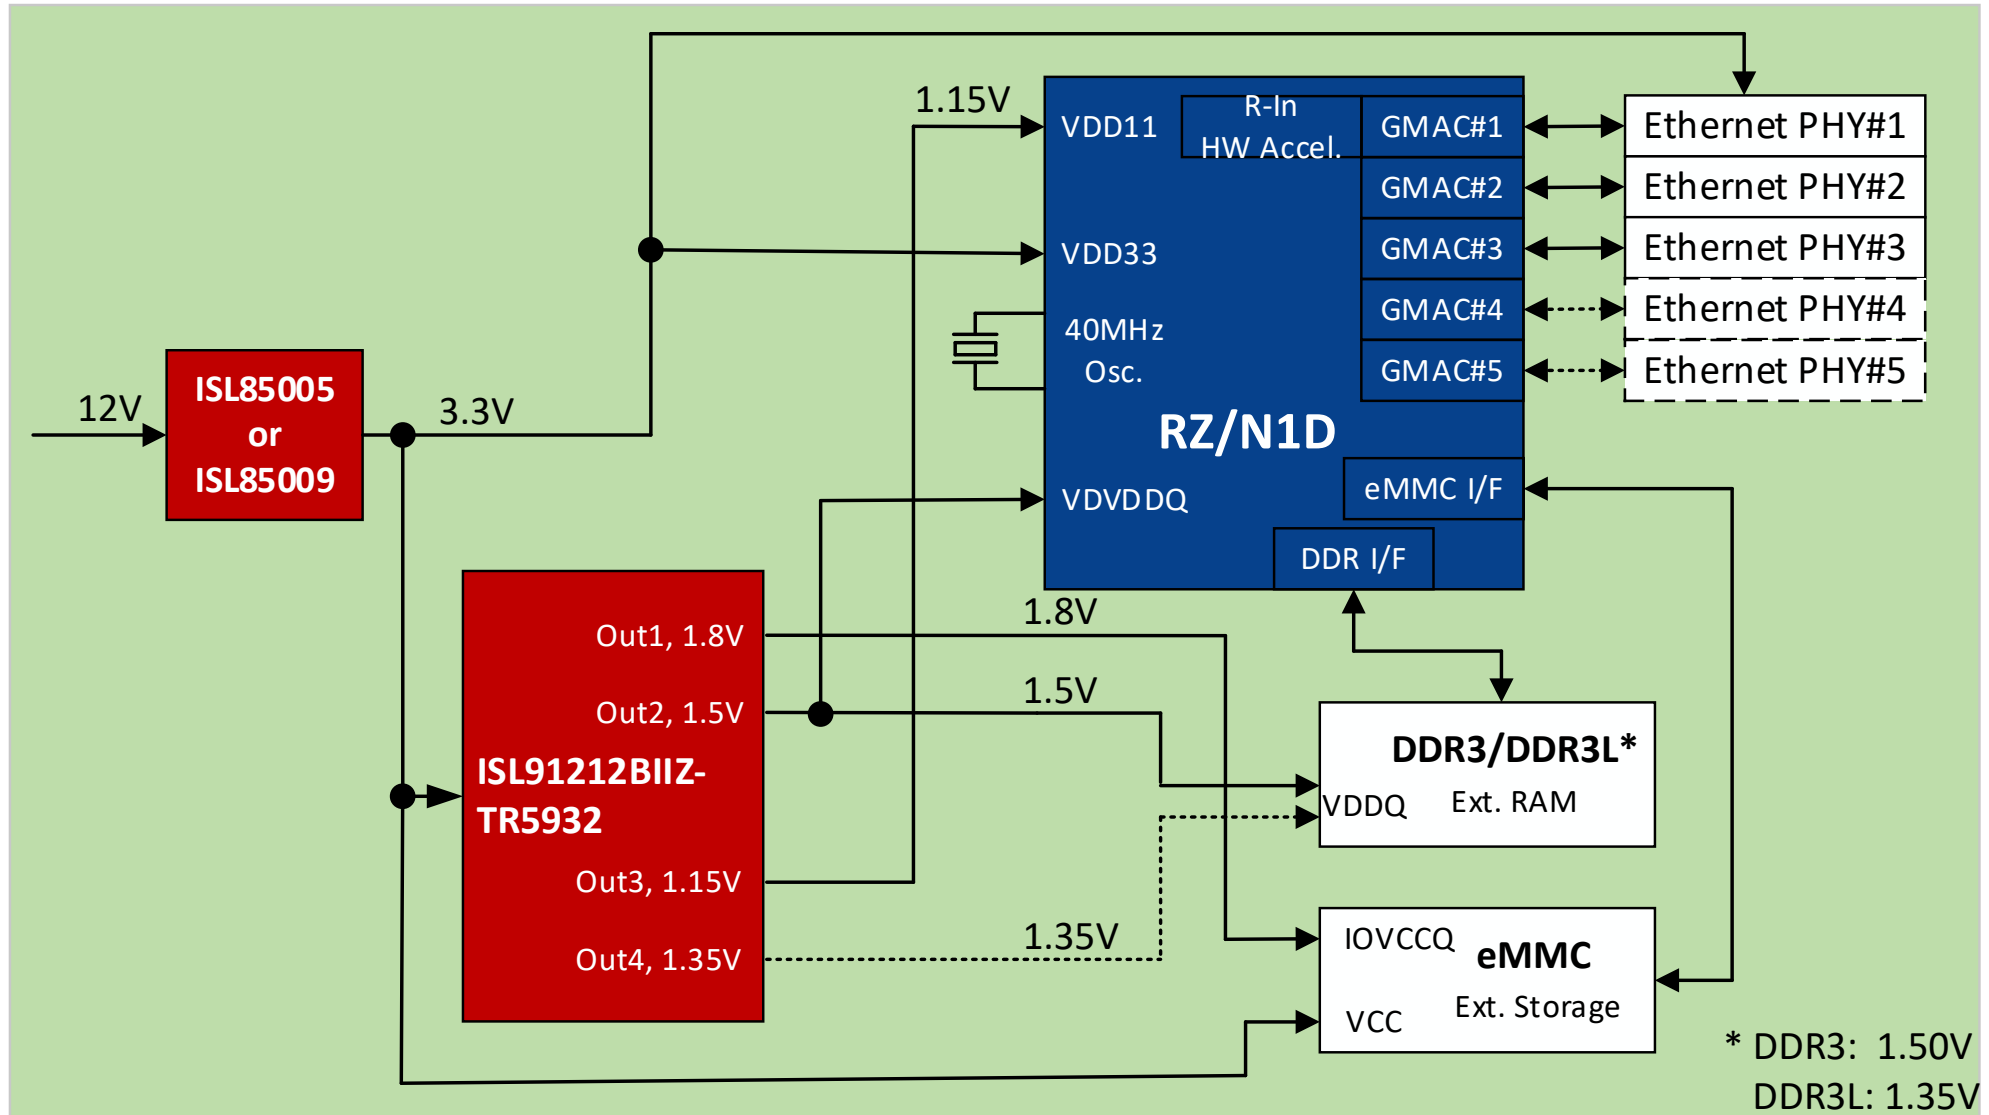 1.15V
VDD11
R-In
HW Accel.
GMAC#1
Ethernet PHY#1
GMAC#2
Ethernet PHY#2
VDD33
GMAC#3
Ethernet PHY#3
GMAC#4
Ethernet PHY#4
40MHz
Osc.
GMAC#5
Ethernet PHY#5
12V
ISL85005
or
ISL85009
3.3V
RZ/N1D
VDVDDQ
eMMC I/F
DDR I/F
1.8V
Out1, 1.8V
1.5V
Out2, 1.5V
ISL91212BIIZ-
TR5932
DDR3/DDR3L*
VDDQ
Ext. RAM
Out3, 1.15V
1.35V
Out4, 1.35V
IOVCCQ
eMMC
Ext. Storage
VCC
* DDR3: 1.50V
DDR3L: 1.35V